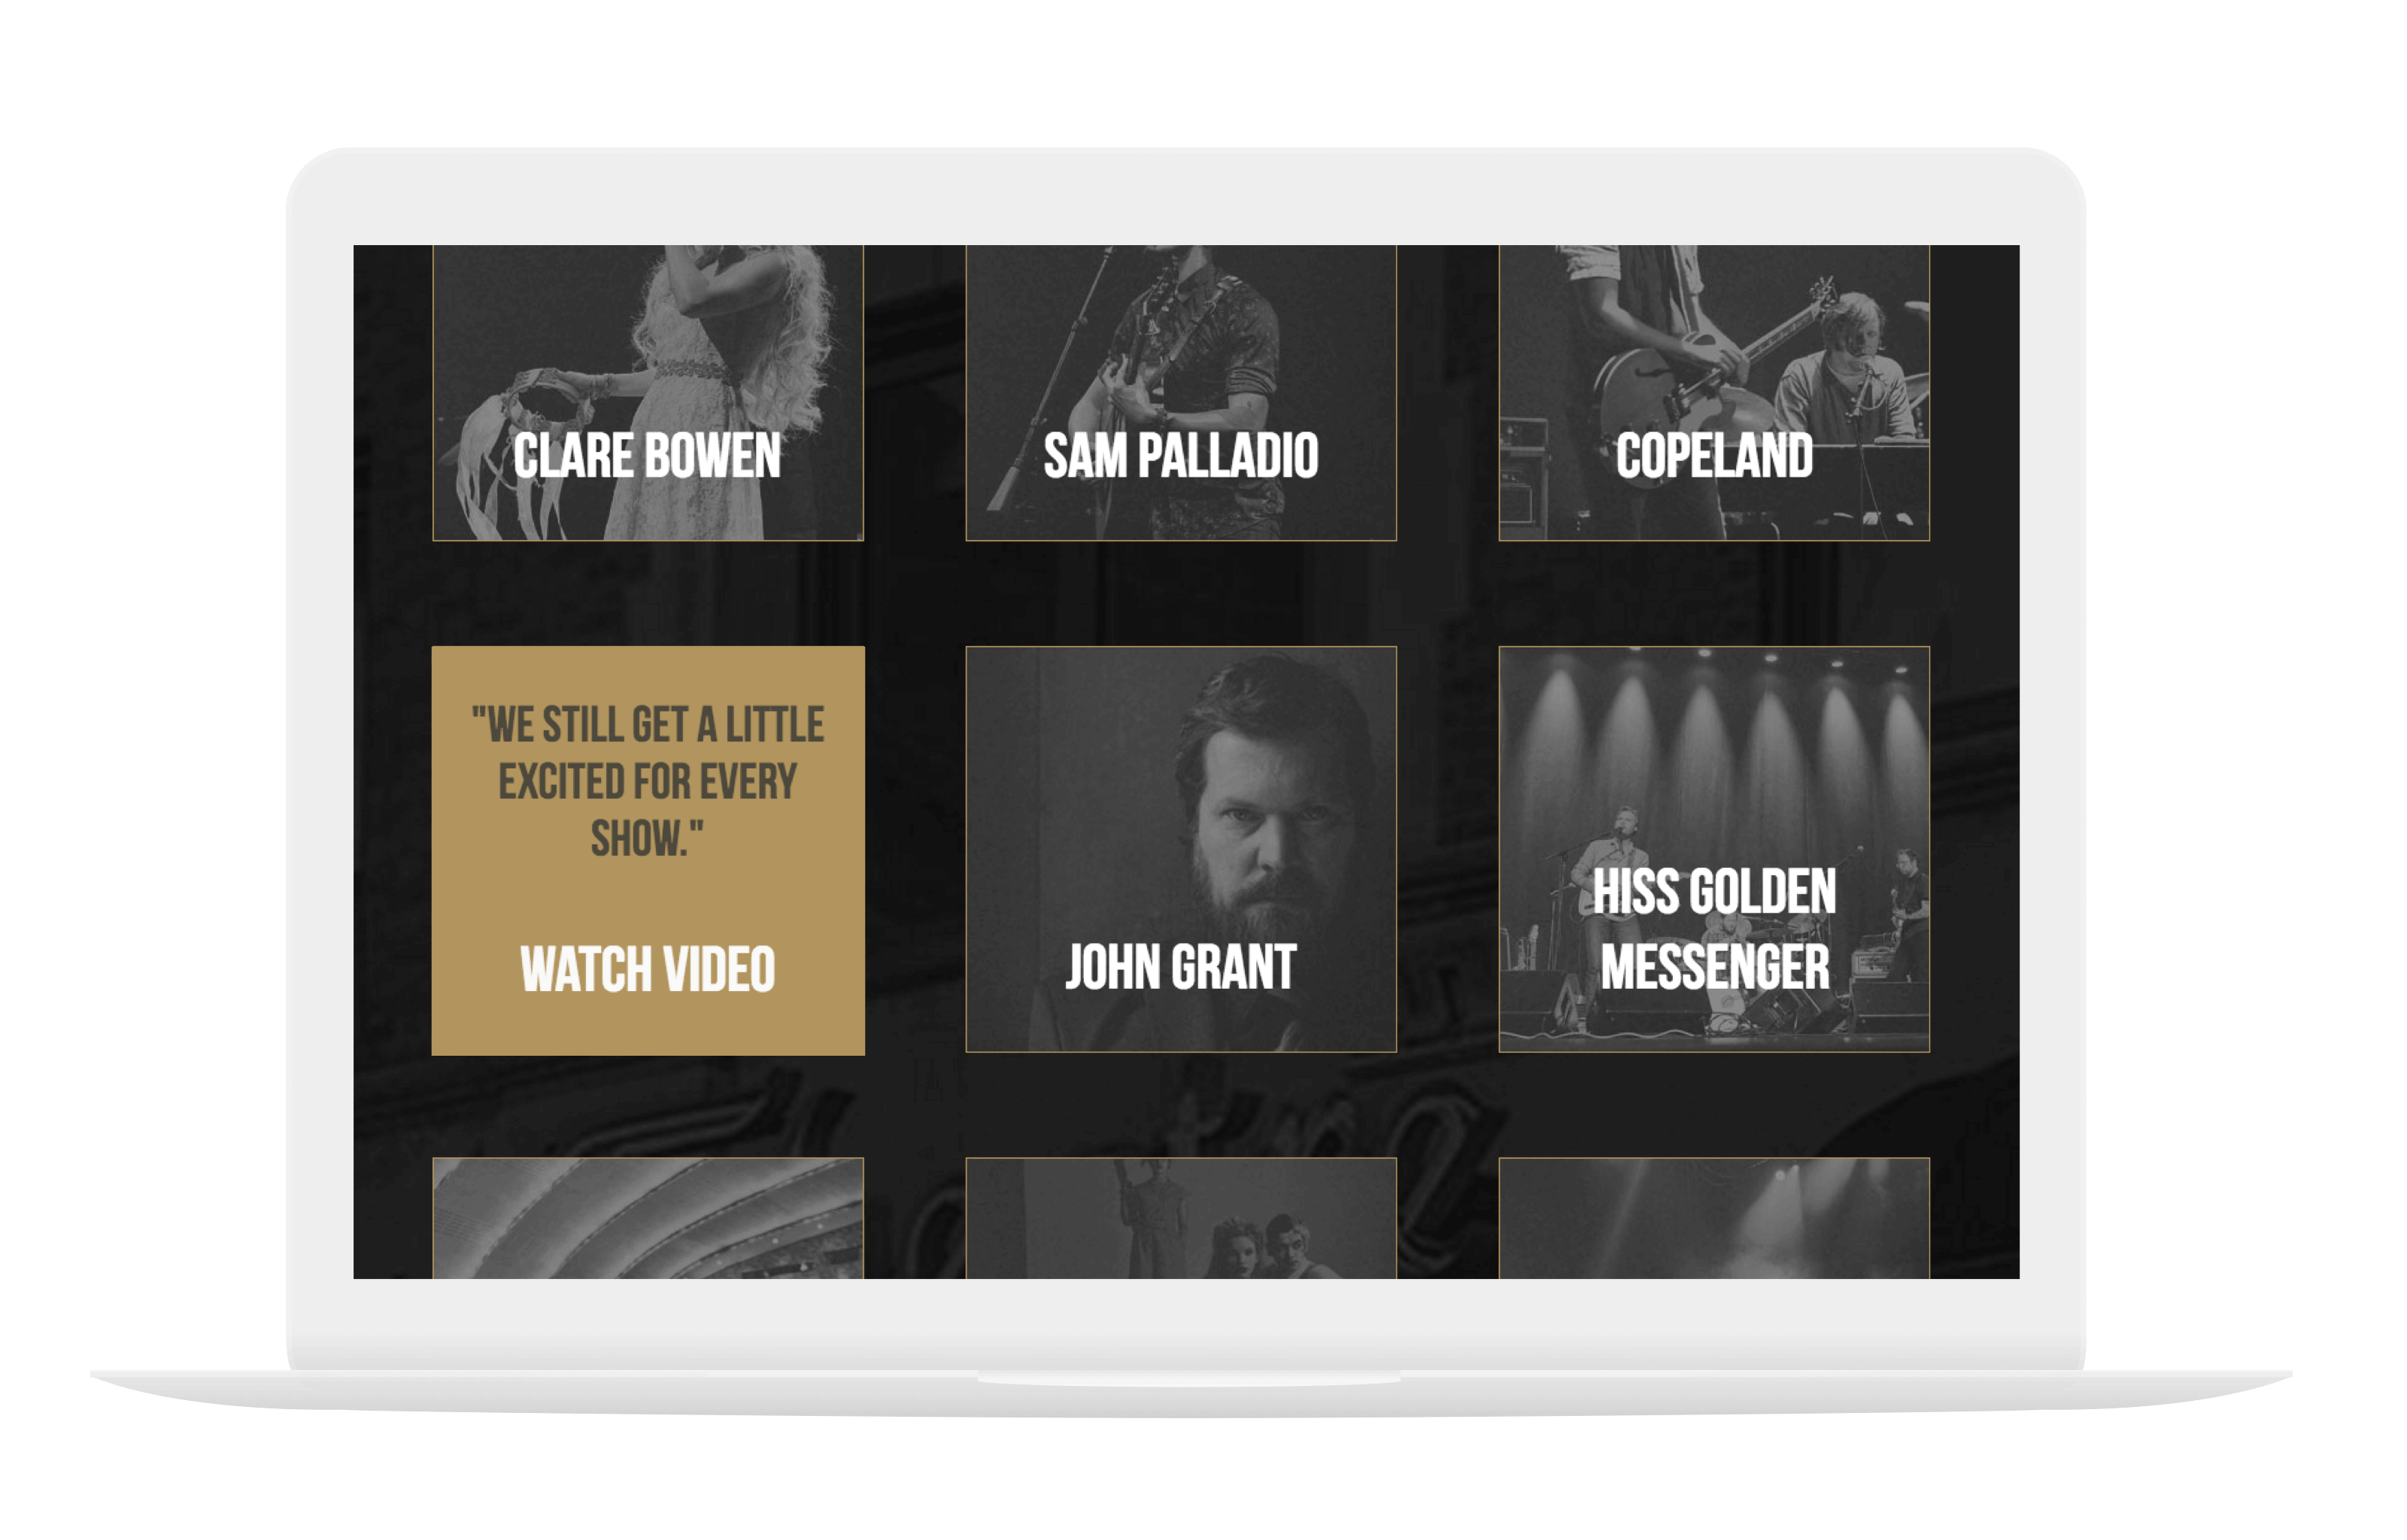 CLARE BOWEN
SAM PALLADIO
COPELAND
"WE STILL GET A LITTLE
EXCITED FOR EVERY
SHOW."
WATCH VIDEO
JOHN GRANT
HISS GOLDEN
MESSENGER